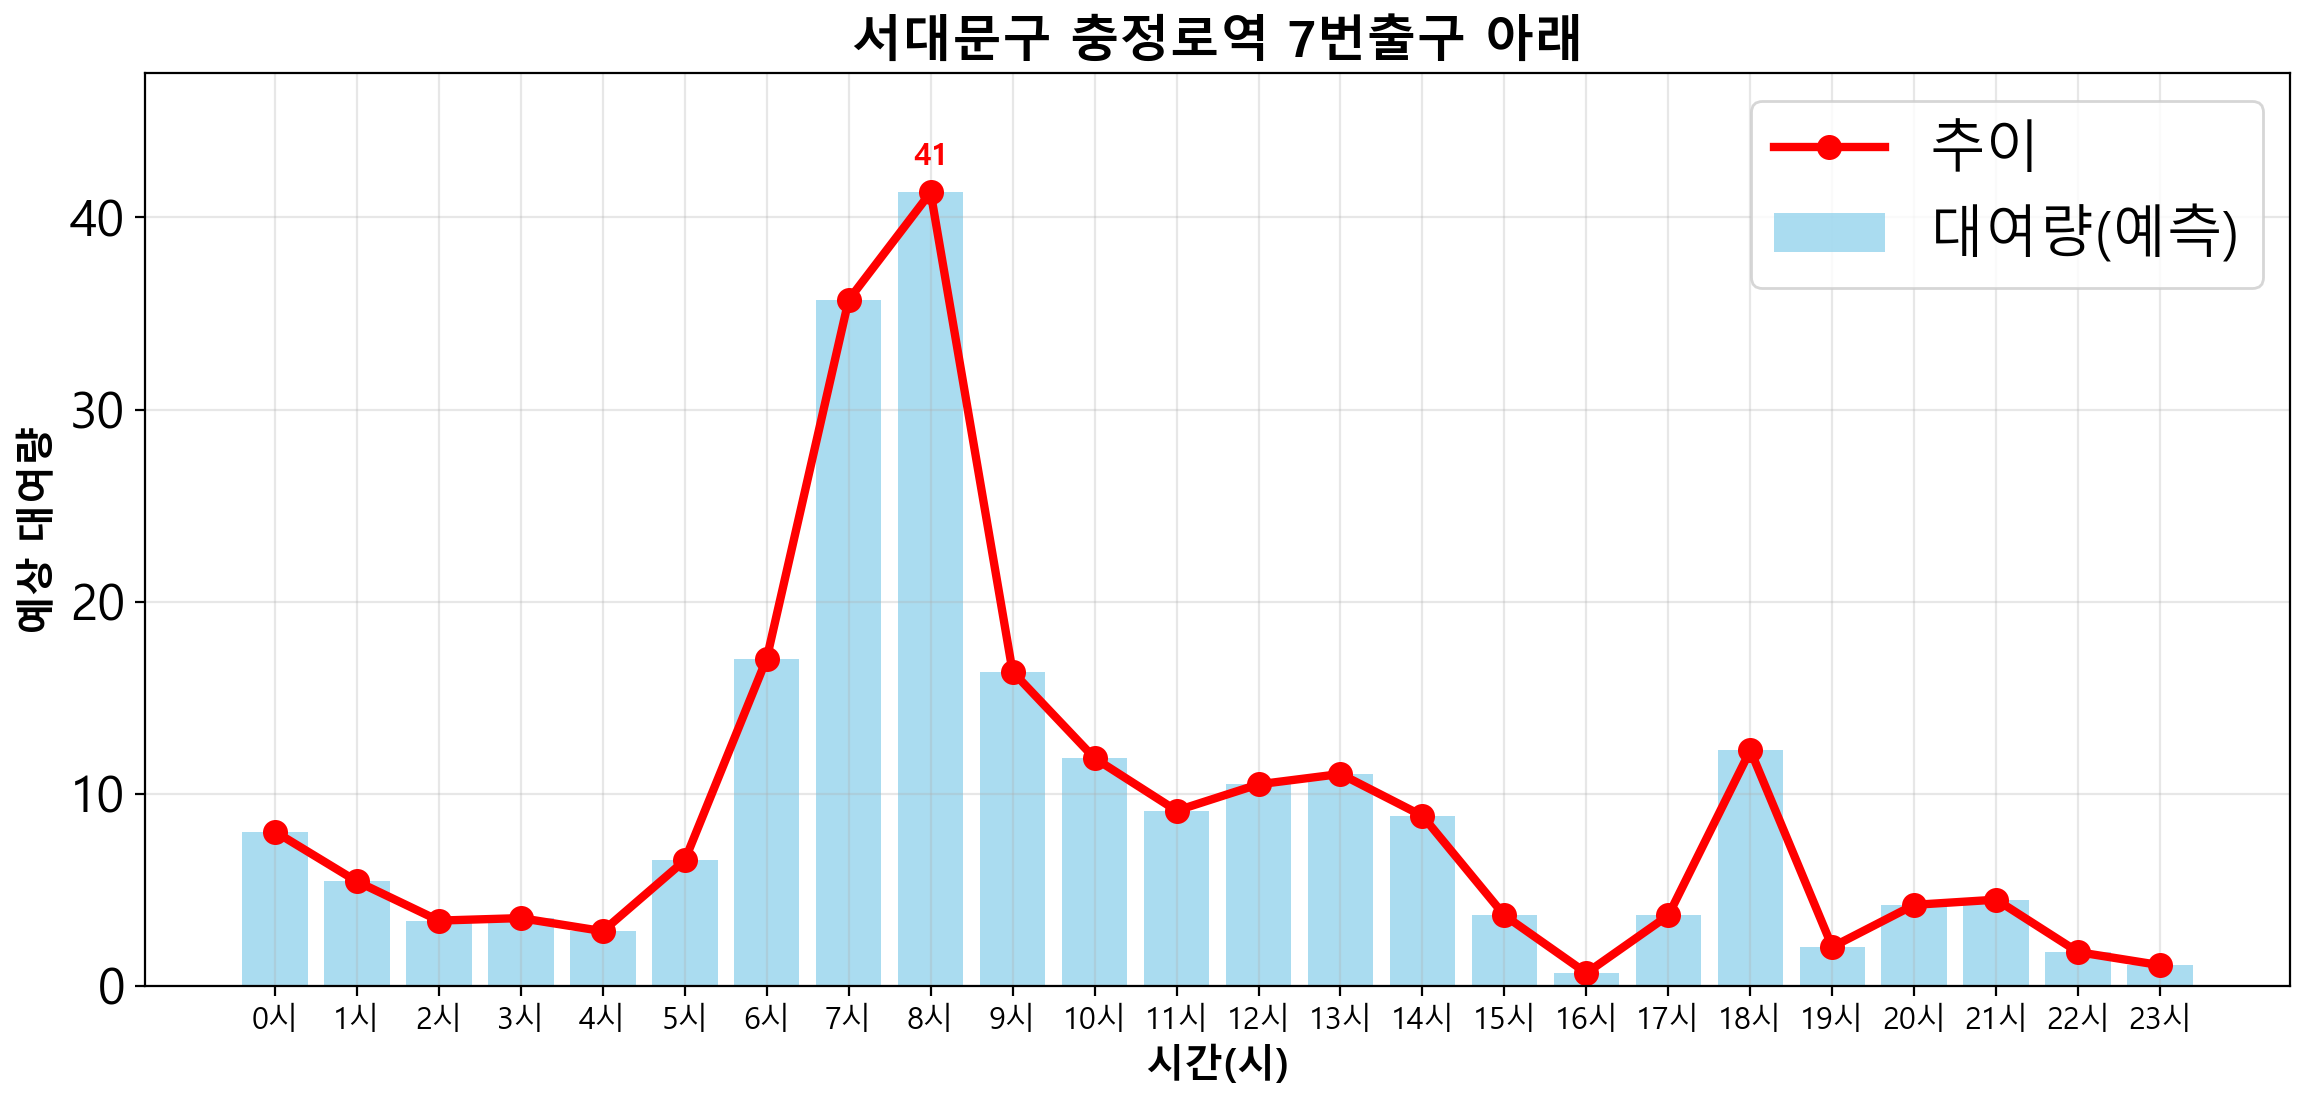 서대문구 충정로역 7번출구 아래
41
추이
대여량(예측)
예상 대여량
40
30
20
10
0
0시 1시 2시 3시 4시 5시 6시 7시 8시 9시 10시 11시 12시 13시 14시 15시 16시 17시 18시 19시 20시 21시 22시 23시
시간(시)